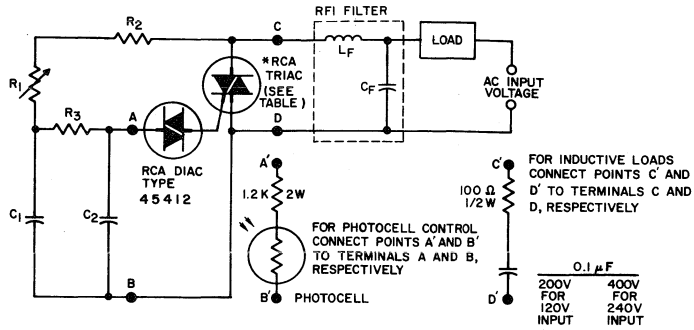 RFI FILTER
R2
C
LF
LOAD
R1
*RCA
TRIAC
(SEE
TABLE)
CF
AC INPUT
VOLTAGE
R3
A
D
RCA DIAC
TYPE
45412
C1
C2
B
A'
1.2K
2W
FOR PHOTOCELL CONTROL
CONNECT POINTS A' AND B'
TO TERMINALS A AND B,
RESPECTIVELY
B'
PHOTOCELL
C'
FOR INDUCTIVE LOADS
CONNECT POINTS C' AND
D' TO TERMINALS C AND
D, RESPECTIVELY
100 Ω
1/2 W
D'
0.1 μF
200V 400V
FOR FOR
120V 240V
INPUT INPUT